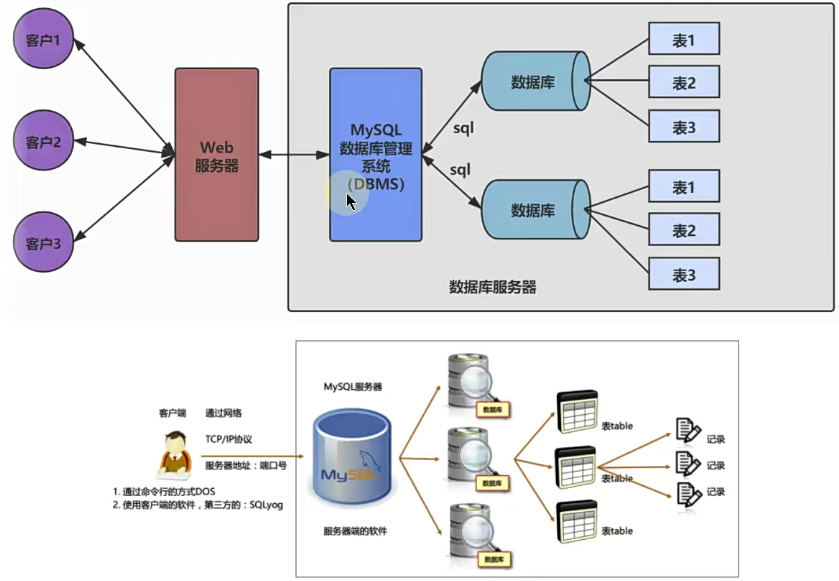 客户1
客户2
客户3
Web
服务器
MySQL
数据库管理
系统
（DBMS）
sql
sql
数据库
数据库
表1
表2
表3
表1
表2
表3
数据库服务器
客户端
通过网络
TCP/IP协议
服务器地址：端口号
1. 通过命令行的方式DOS
2. 使用客户端的软件，第三方的：SQLyog
MySQL服务器
MySQL
服务器端的软件
数据库
数据库
数据库
表table
表table
表table
记录
记录
记录